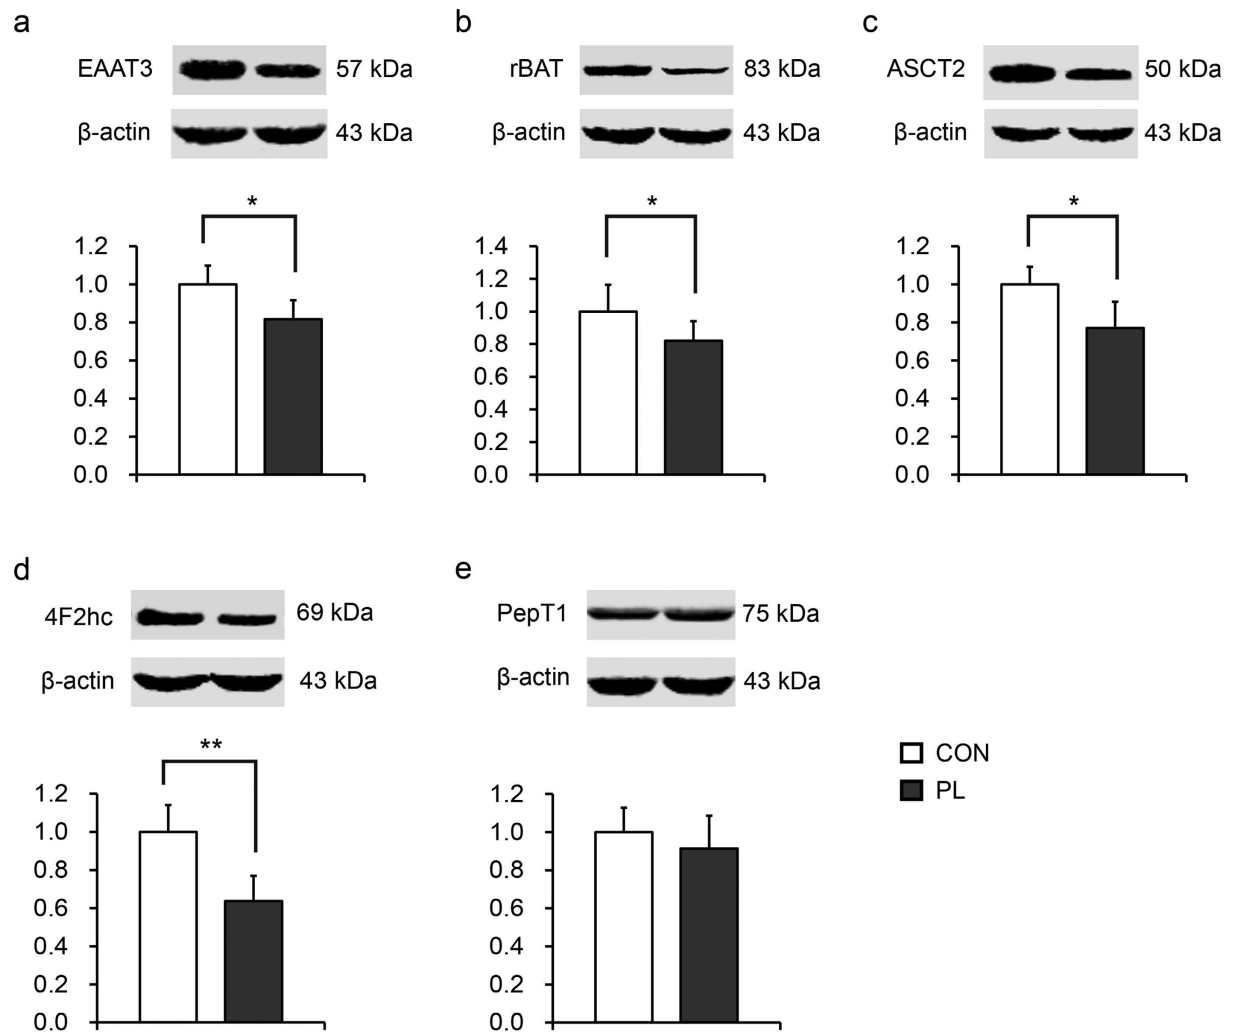 a
EAAT3 57 kDa
β-actin 43 kDa
*
1.2
1.0
0.8
0.6
0.4
0.2
0.0
b
rBAT 83 kDa
β-actin 43 kDa
*
1.4
1.2
1.0
0.8
0.6
0.4
0.2
0.0
c
ASCT2 50 kDa
β-actin 43 kDa
*
1.2
1.0
0.8
0.6
0.4
0.2
0.0
d
4F2hc 69 kDa
β-actin 43 kDa
**
1.2
1.0
0.8
0.6
0.4
0.2
0.0
e
PepT1 75 kDa
β-actin 43 kDa
1.2
1.0
0.8
0.6
0.4
0.2
0.0
CON
PL